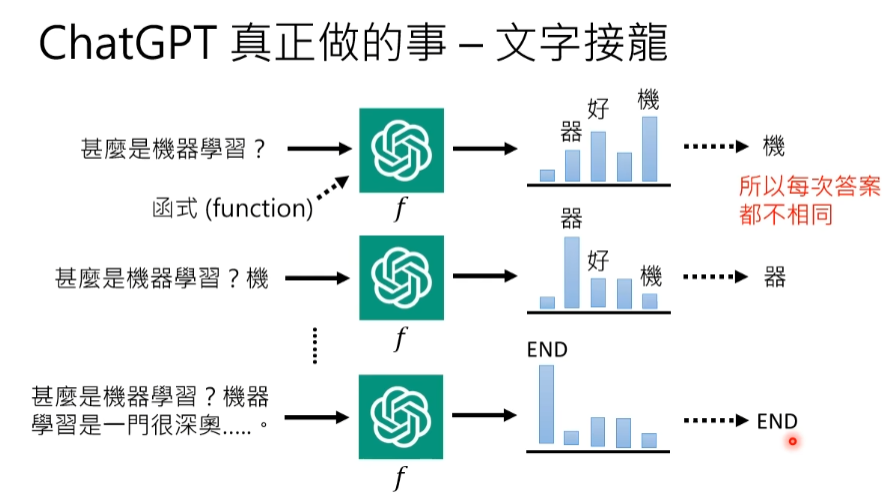 ChatGPT 真正做的事 – 文字接龍
甚麼是機器學習？
器
好
機
機
函式 (function)
f
所以每次答案
都不相同
甚麼是機器學習？機
器
好
機
器
f
END
甚麼是機器學習？機器
學習是一門很深奧…..。
END
f